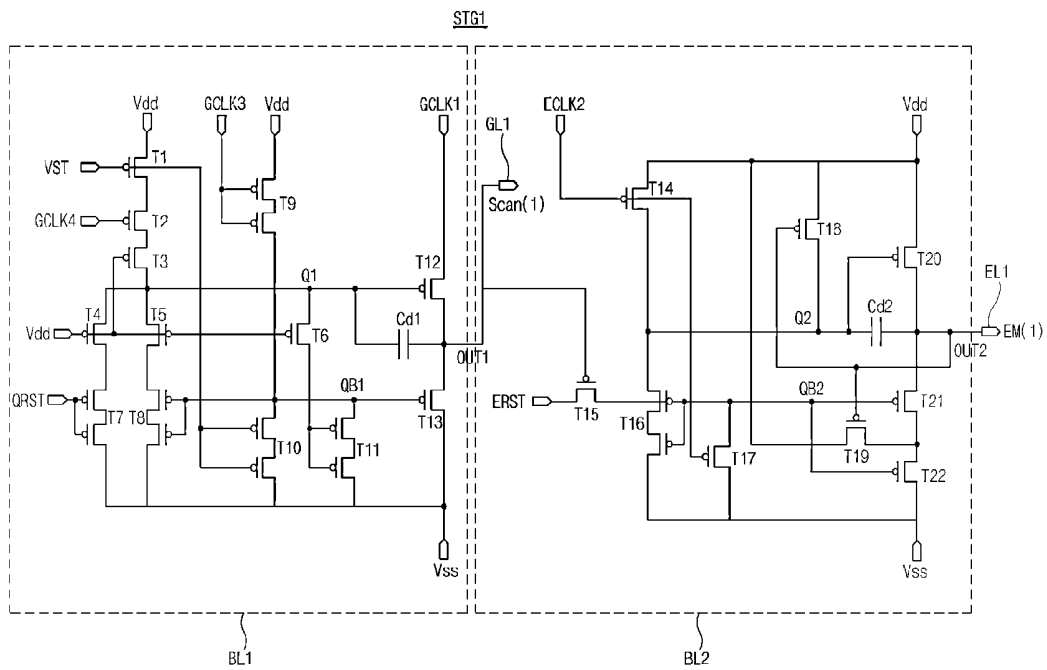 STG1
Vdd
GCLK3
Vdd
GCLK1
GL1
ECLK2
Vdd
VST
T1
T9
Scan(1)
T14
GCLK4
T2
T18
T3
T12
T20
Q1
EL1
Vdd
T4
T5
T6
Cd1
Q2
Cd2
OUT1
OUT2
EM(1)
QRST
QB1
ERST
QB2
T7
T8
T13
T15
T16
T21
T10
T11
T17
T19
T22
Vss
Vss
BL1
BL2